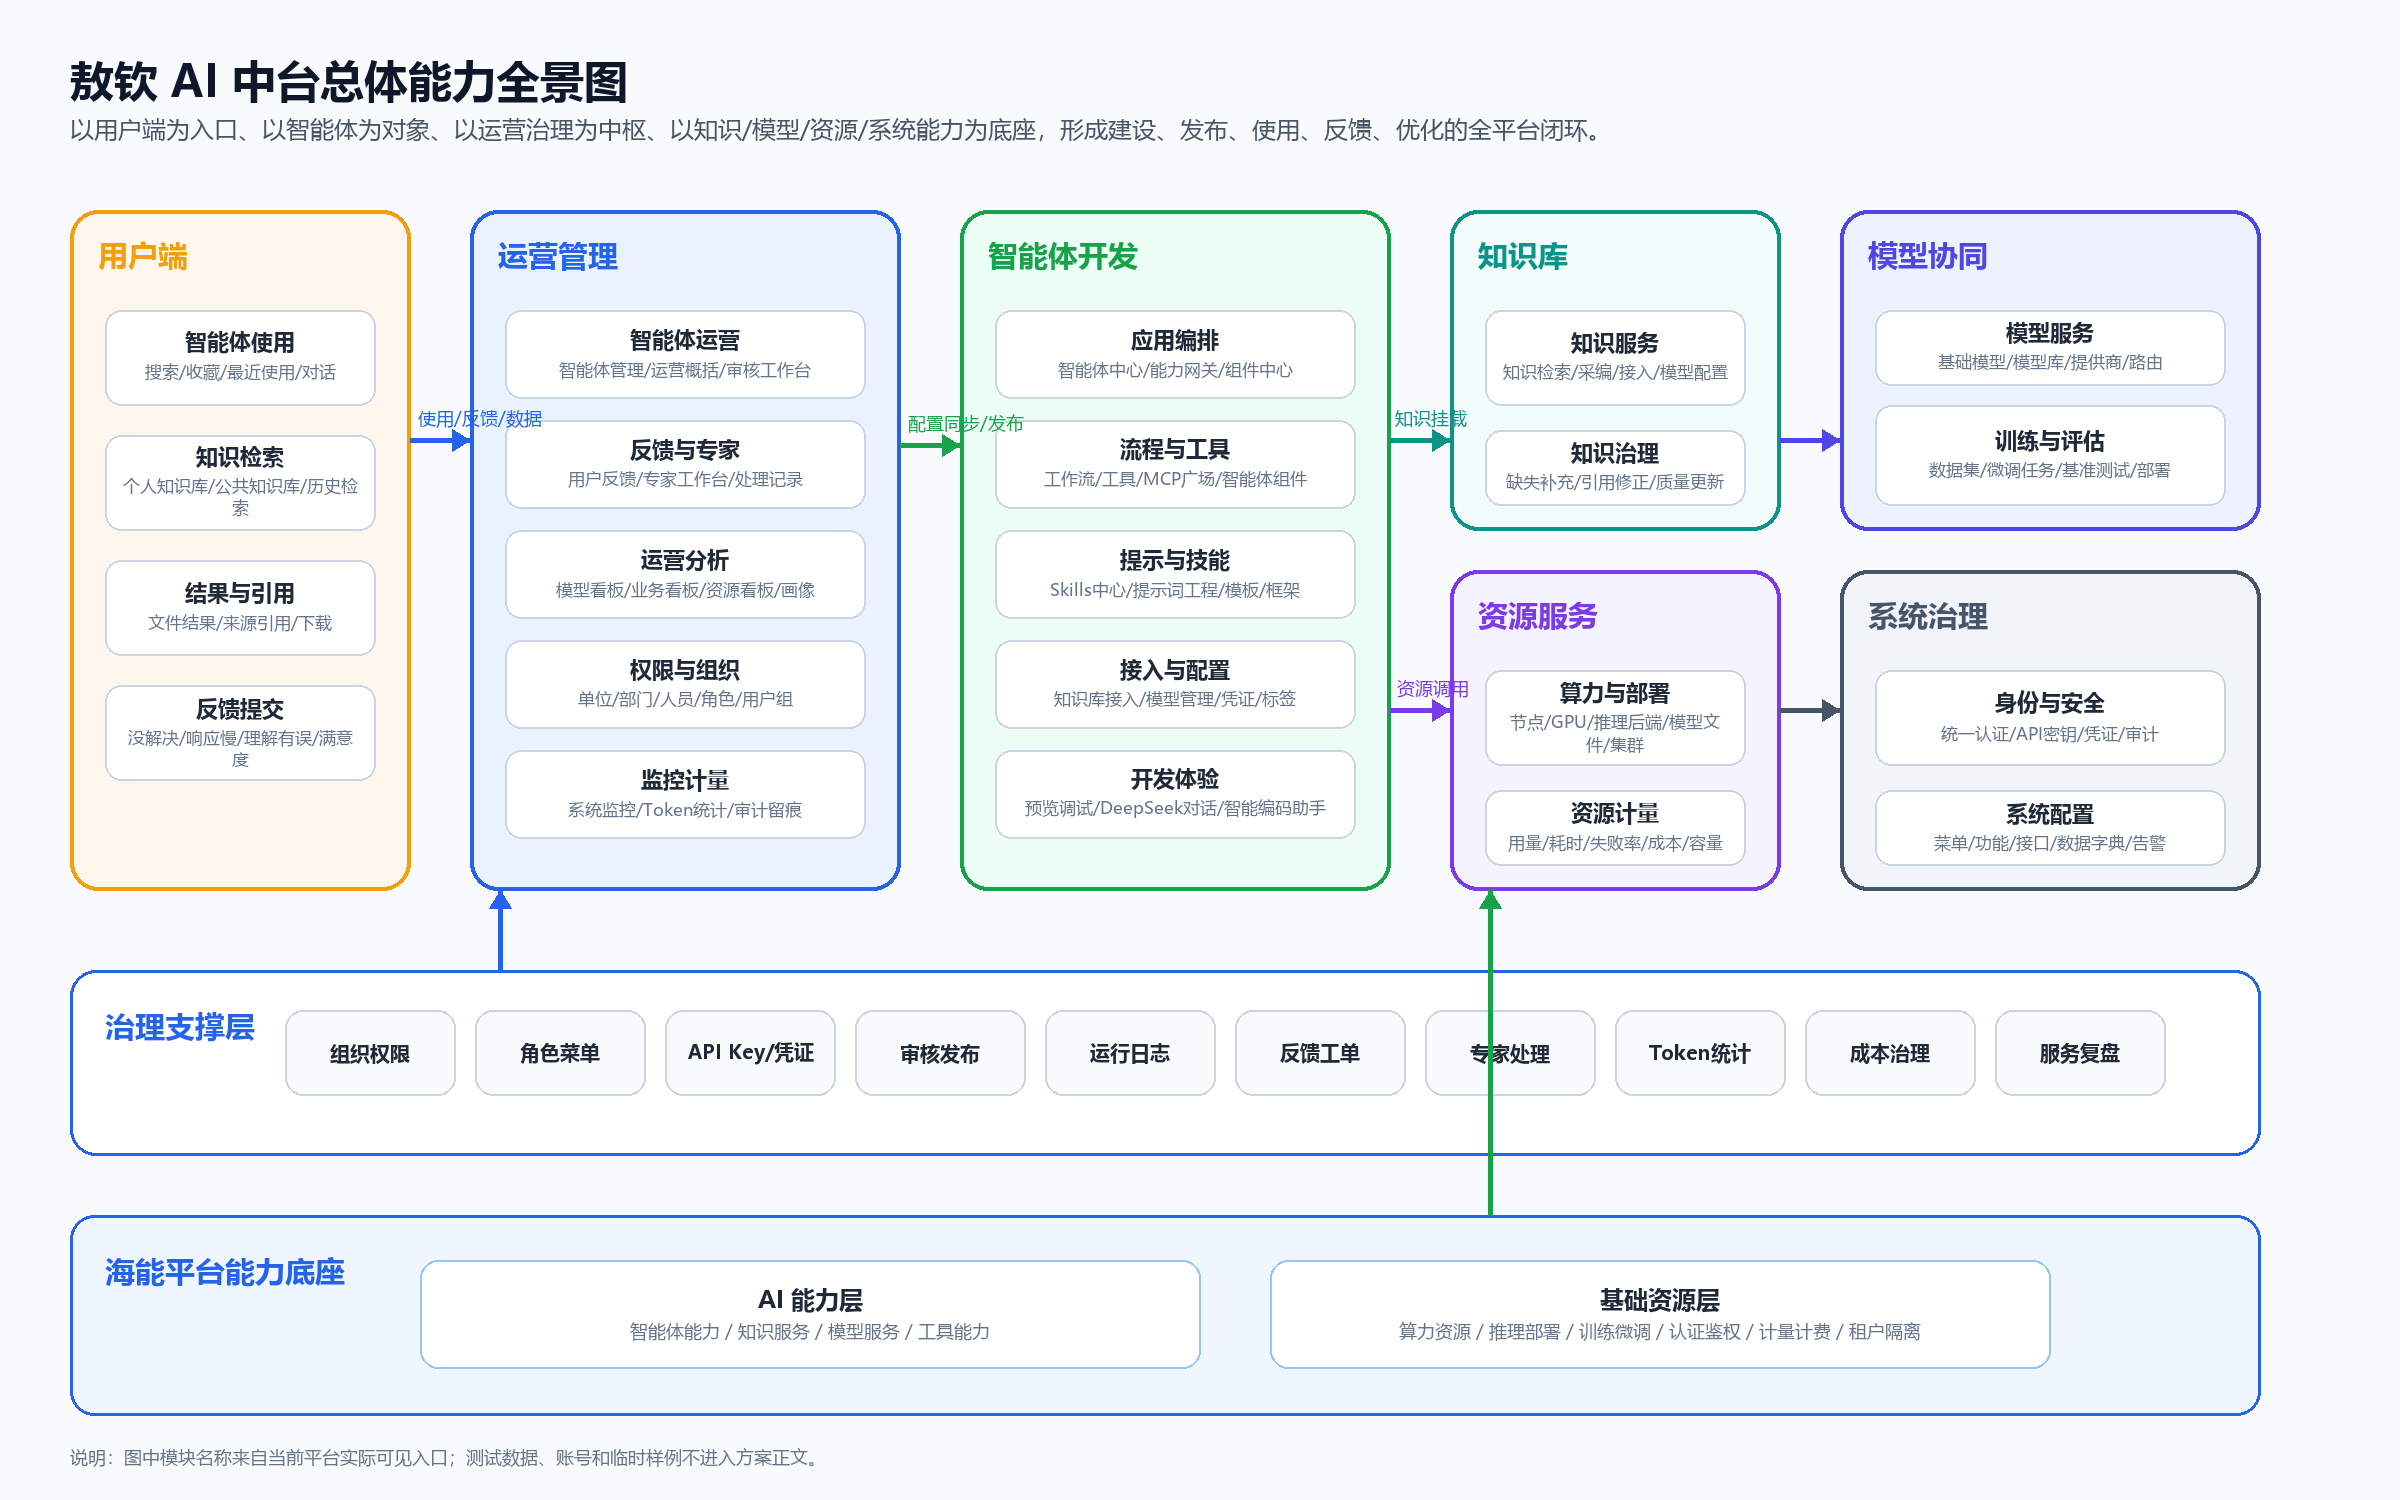 敖钦 AI 中台总体能力全景图
以用户端为入口、以智能体为对象、以运营治理为中枢、以知识/模型/资源/系统能力为底座，形成建设、发布、使用、反馈、优化的全平台闭环。
用户端
智能体使用
搜索/收藏/最近使用/对话
知识检索
个人知识库/公共知识库/历史检
索
结果与引用
文件结果/来源引用/下载
反馈提交
没解决/响应慢/理解有误/满意
度
使用/反馈/数据
运营管理
智能体运营
智能体管理/运营概括/审核工作台
反馈与专家
用户反馈/专家工作台/处理记录
运营分析
模型看板/业务看板/资源看板/画像
权限与组织
单位/部门/人员/角色/用户组
监控计量
系统监控/Token统计/审计留痕
配置同步/发布
智能体开发
应用编排
智能体中心/能力网关/组件中心
流程与工具
工作流/工具/MCP广场/智能体组件
提示与技能
Skills中心/提示词工程/模板/框架
接入与配置
知识库接入/模型管理/凭证/标签
开发体验
预览调试/DeepSeek对话/智能编码助手
知识挂载
知识库
知识服务
知识检索/采编/接入/模型配置
知识治理
缺失补充/引用修正/质量更新
模型协同
模型服务
基础模型/模型库/提供商/路由
训练与评估
数据集/微调任务/基准测试/部署
资源调用
资源服务
算力与部署
节点/GPU/推理后端/模型文
件/集群
资源计量
用量/耗时/失败率/成本/容量
系统治理
身份与安全
统一认证/API密钥/凭证/审计
系统配置
菜单/功能/接口/数据字典/告警
治理支撑层
组织权限
角色菜单
API Key/凭证
审核发布
运行日志
反馈工单
专家处理
Token统计
成本治理
服务复盘
海能平台能力底座
AI 能力层
智能体能力 / 知识服务 / 模型服务 / 工具能力
基础资源层
算力资源 / 推理部署 / 训练微调 / 认证鉴权 / 计量计费 / 租户隔离
说明：图中模块名称来自当前平台实际可见入口；测试数据、账号和临时样例不进入方案正文。